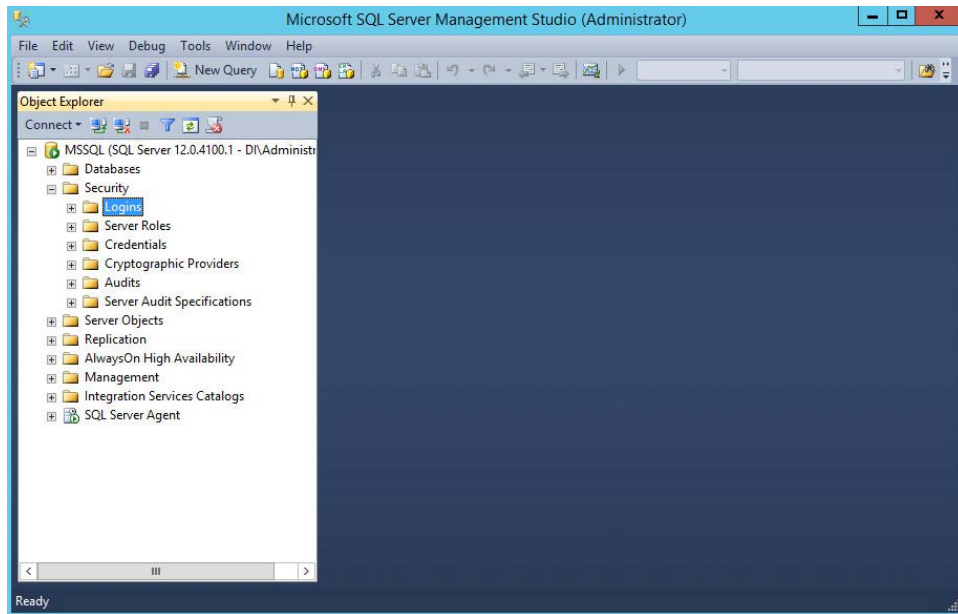 Microsoft SQL Server Management Studio (Administrator)
File Edit View Debug Tools Window Help
New Query
Object Explorer
Connect
MSSQL (SQL Server 12.0.4100.1 - DI\Administr
Databases
Security
Logins
Server Roles
Credentials
Cryptographic Providers
Audits
Server Audit Specifications
Server Objects
Replication
AlwaysOn High Availability
Management
Integration Services Catalogs
SQL Server Agent
Ready